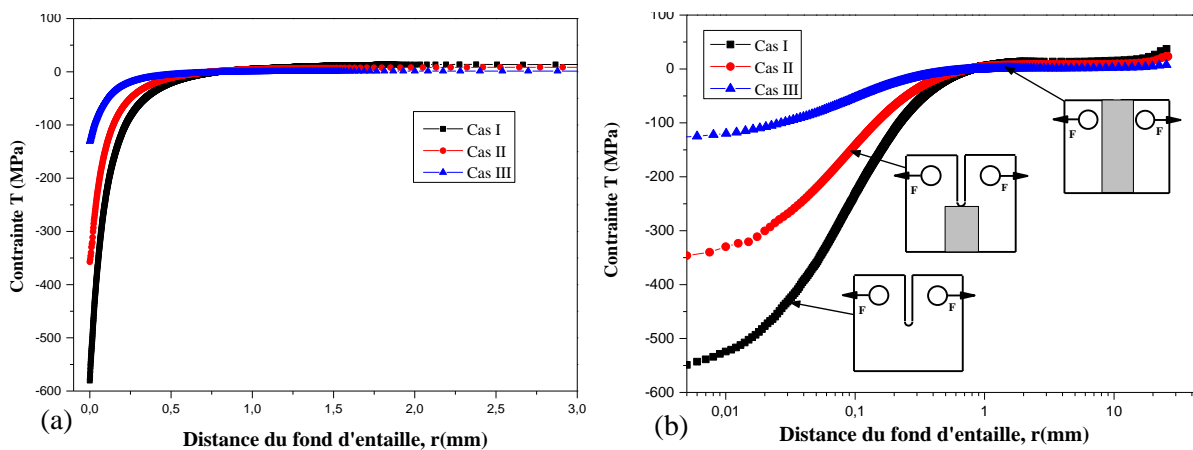 100
0
-100
-200
-300
-400
-500
-600
Contrainte T (MPa)
Cas I
Cas II
Cas III
0,0
0,5
1,0
1,5
2,0
2,5
3,0
(a)
Distance du fond d'entaille, r(mm)
100
0
-100
-200
-300
-400
-500
-600
Contrainte T (MPa)
Cas I
Cas II
Cas III
F
F
F
F
F
F
0,01
0,1
1
10
(b)
Distance du fond d'entaille, r(mm)